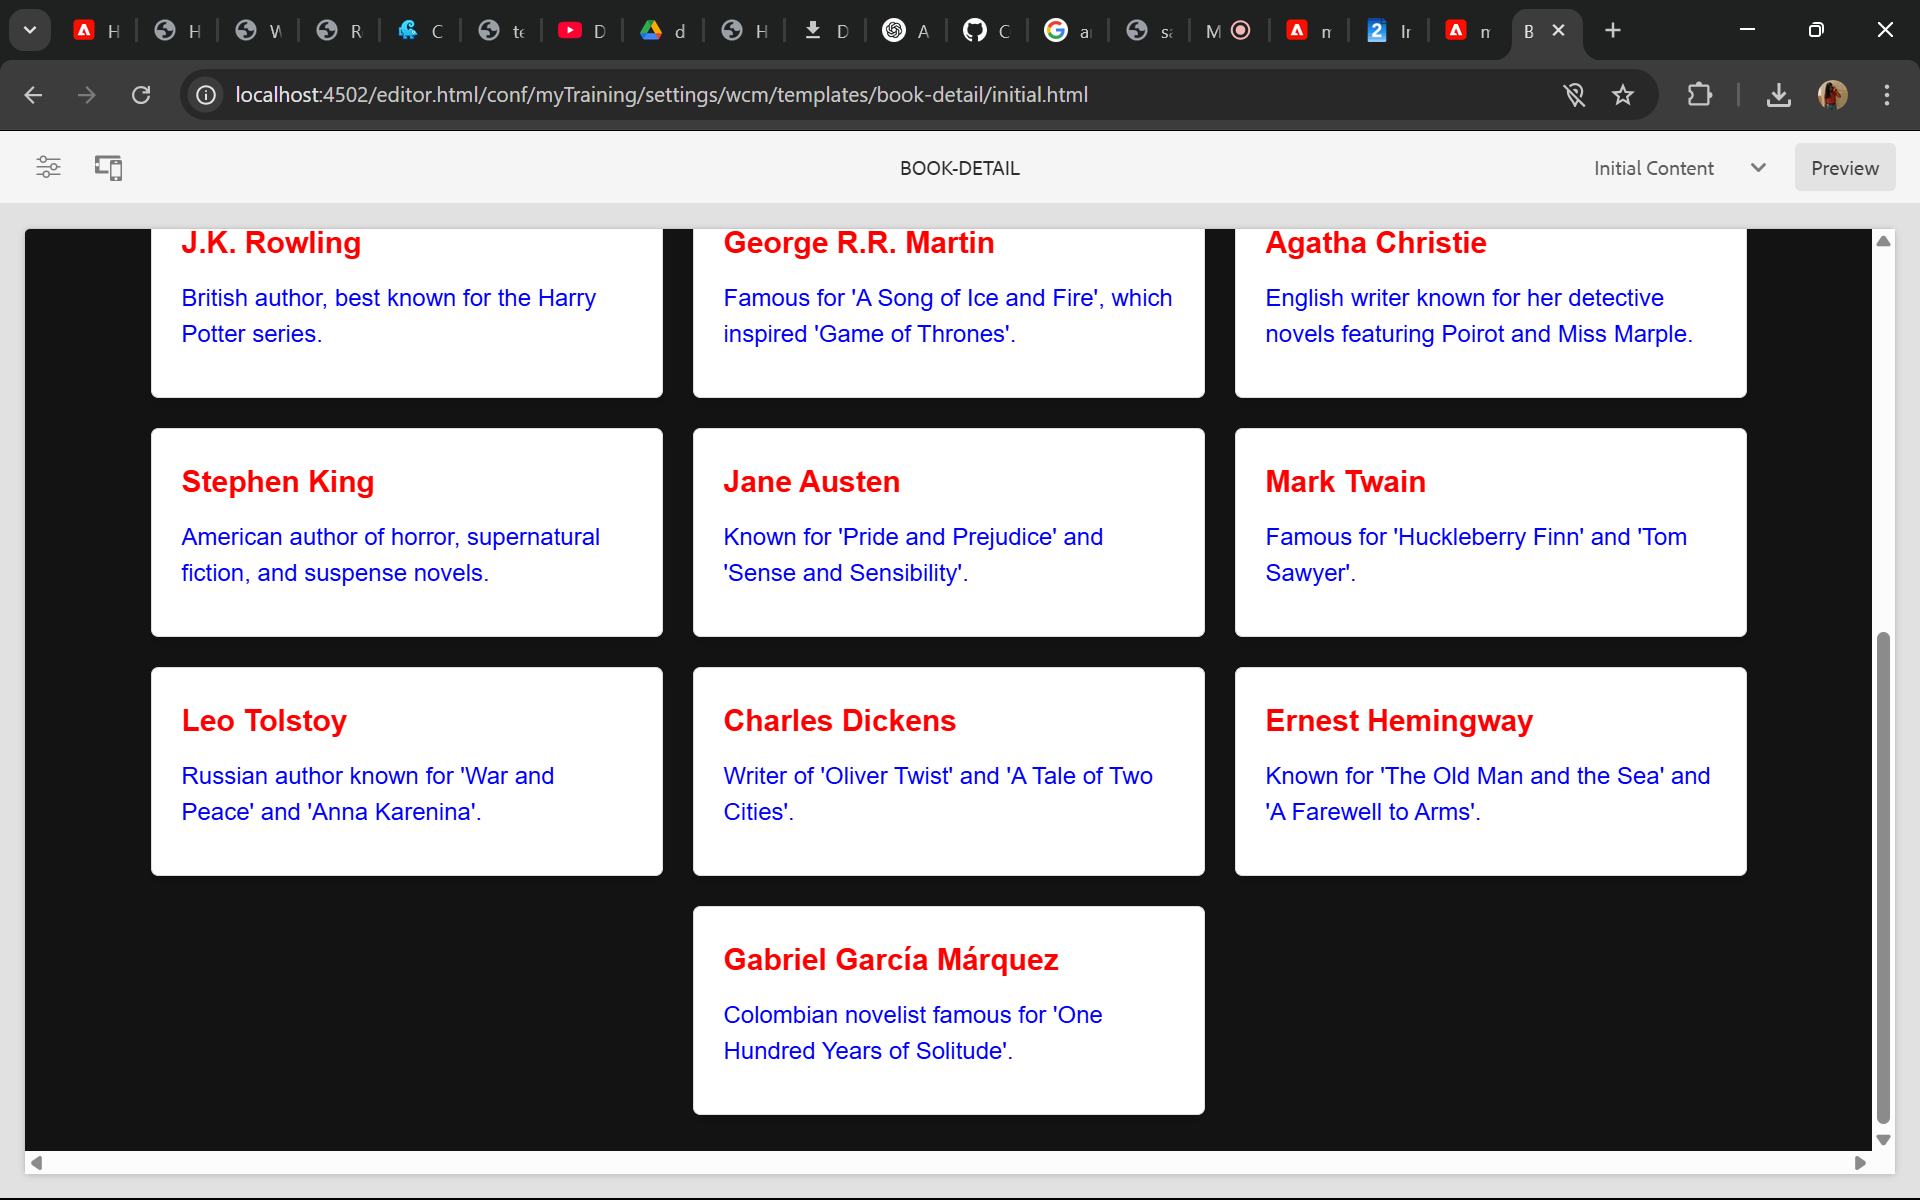 H
H
W
R
C
te
D
d
H
D
A
C
a
sa
M
m
2 Ir
m
B
localhost:4502/editor.html/conf/myTraining/settings/wcm/templates/book-detail/initial.html
BOOK-DETAIL
Initial Content
Preview
J.K. Rowling
British author, best known for the Harry
Potter series.
George R.R. Martin
Famous for 'A Song of Ice and Fire', which
inspired 'Game of Thrones'.
Agatha Christie
English writer known for her detective
novels featuring Poirot and Miss Marple.
Stephen King
American author of horror, supernatural
fiction, and suspense novels.
Jane Austen
Known for 'Pride and Prejudice' and
'Sense and Sensibility'.
Mark Twain
Famous for 'Huckleberry Finn' and 'Tom
Sawyer'.
Leo Tolstoy
Russian author known for 'War and
Peace' and 'Anna Karenina'.
Charles Dickens
Writer of 'Oliver Twist' and 'A Tale of Two
Cities'.
Ernest Hemingway
Known for 'The Old Man and the Sea' and
'A Farewell to Arms'.
Gabriel García Márquez
Colombian novelist famous for 'One
Hundred Years of Solitude'.